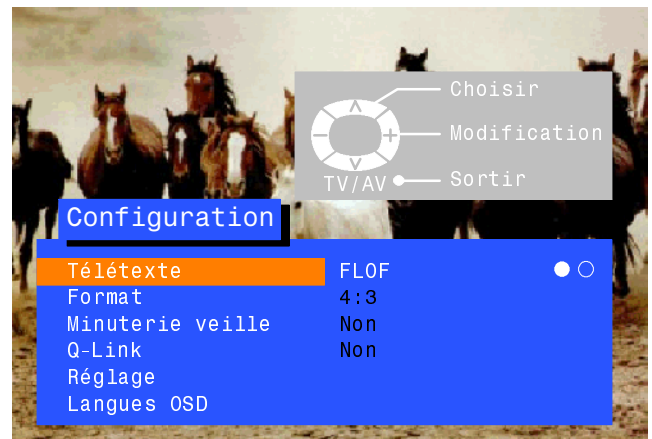 Choisir
Modification
TV/AV Sortir
Configuration
Télétexte FLOF
Format 4:3
Minuterie veille Non
Q-Link Non
Réglage
Langues OSD